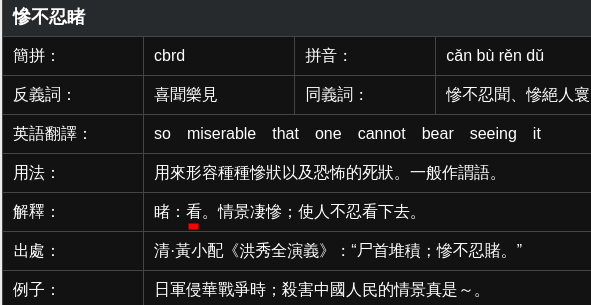 慘不忍睹
簡拼： cbrd 拼音： cǎn bù rěn dǔ
反義詞： 喜聞樂見 同義詞： 慘不忍聞、慘絕人寰
英語翻譯： so miserable that one cannot bear seeing it
用法： 用來形容種種慘狀以及恐怖的死狀。一般作謂語。
解釋： 睹：看。情景凄慘；使人不忍看下去。
出處： 清·黃小配《洪秀全演義》：“尸首堆積；慘不忍賭。”
例子： 日軍侵華戰爭時；殺害中國人民的情景真是～。